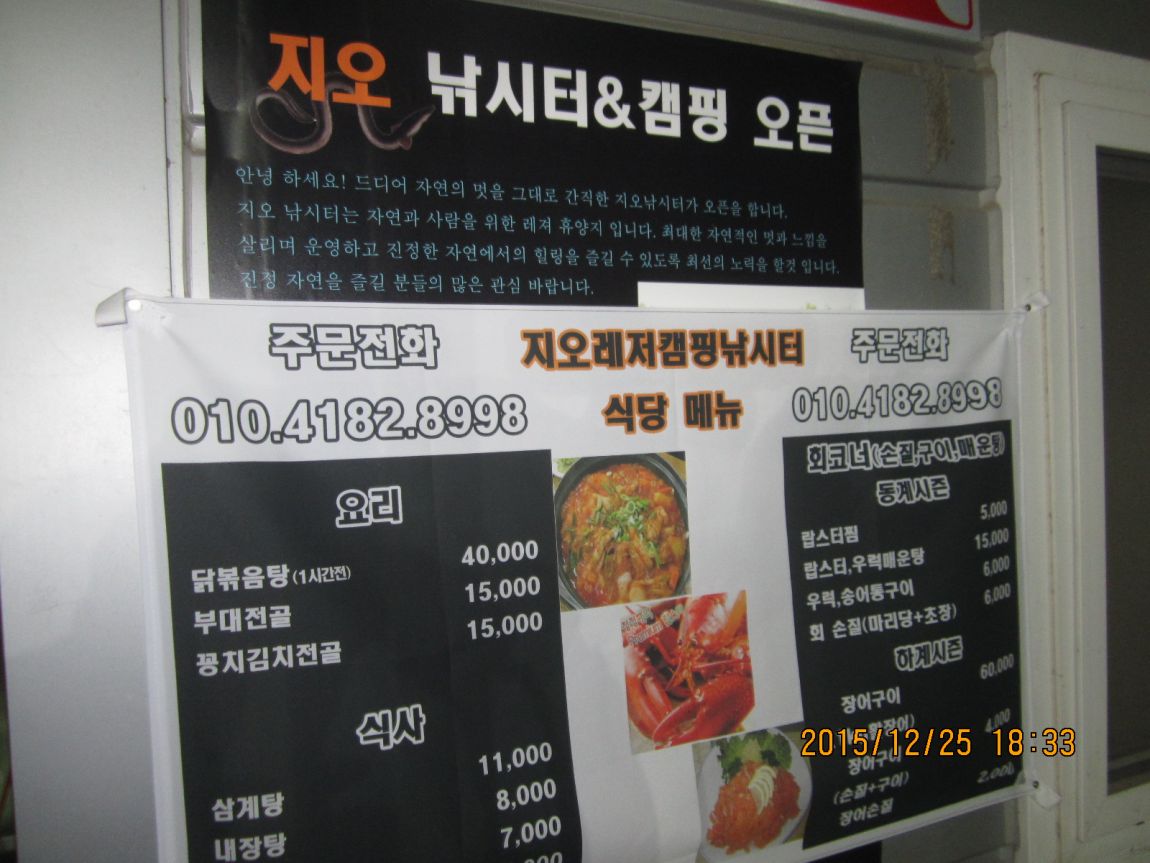 지오 낚시터&캠핑 오픈
안녕 하세요! 드디어 자연의 멋을 그대로 간직한 지오낚시터가 오픈을 합니다.
지오 낚시터는 자연과 사람을 위한 레져 휴양지 입니다. 최대한 자연적인 멋과 느낌을
살리며 운영하고 진정한 자연에서의 힐링을 즐길 수 있도록 최선의 노력을 할것 입니다.
진정 자연을 즐길 분들의 많은 관심 바랍니다.
주문전화
010.4182.8998
지오레저캠핑낚시터
식당 메뉴
주문전화
010.4182.8998
요리
닭볶음탕(1시간전) 40,000
부대전골 15,000
꽁치김치전골 15,000
식사
삼계탕 11,000
내장탕 8,000
7,000
회코너(손질,구이,매운탕)
동계시즌
랍스터찜 5,000
랍스터,우럭매운탕 15,000
우럭,송어통구이 6,000
회 손질(마리당+초장) 6,000
하계시즌
장어구이 60,000
장어)
장어구이 4,000
(손질+구이)
장어손질 2,000
2015/12/25 18:33